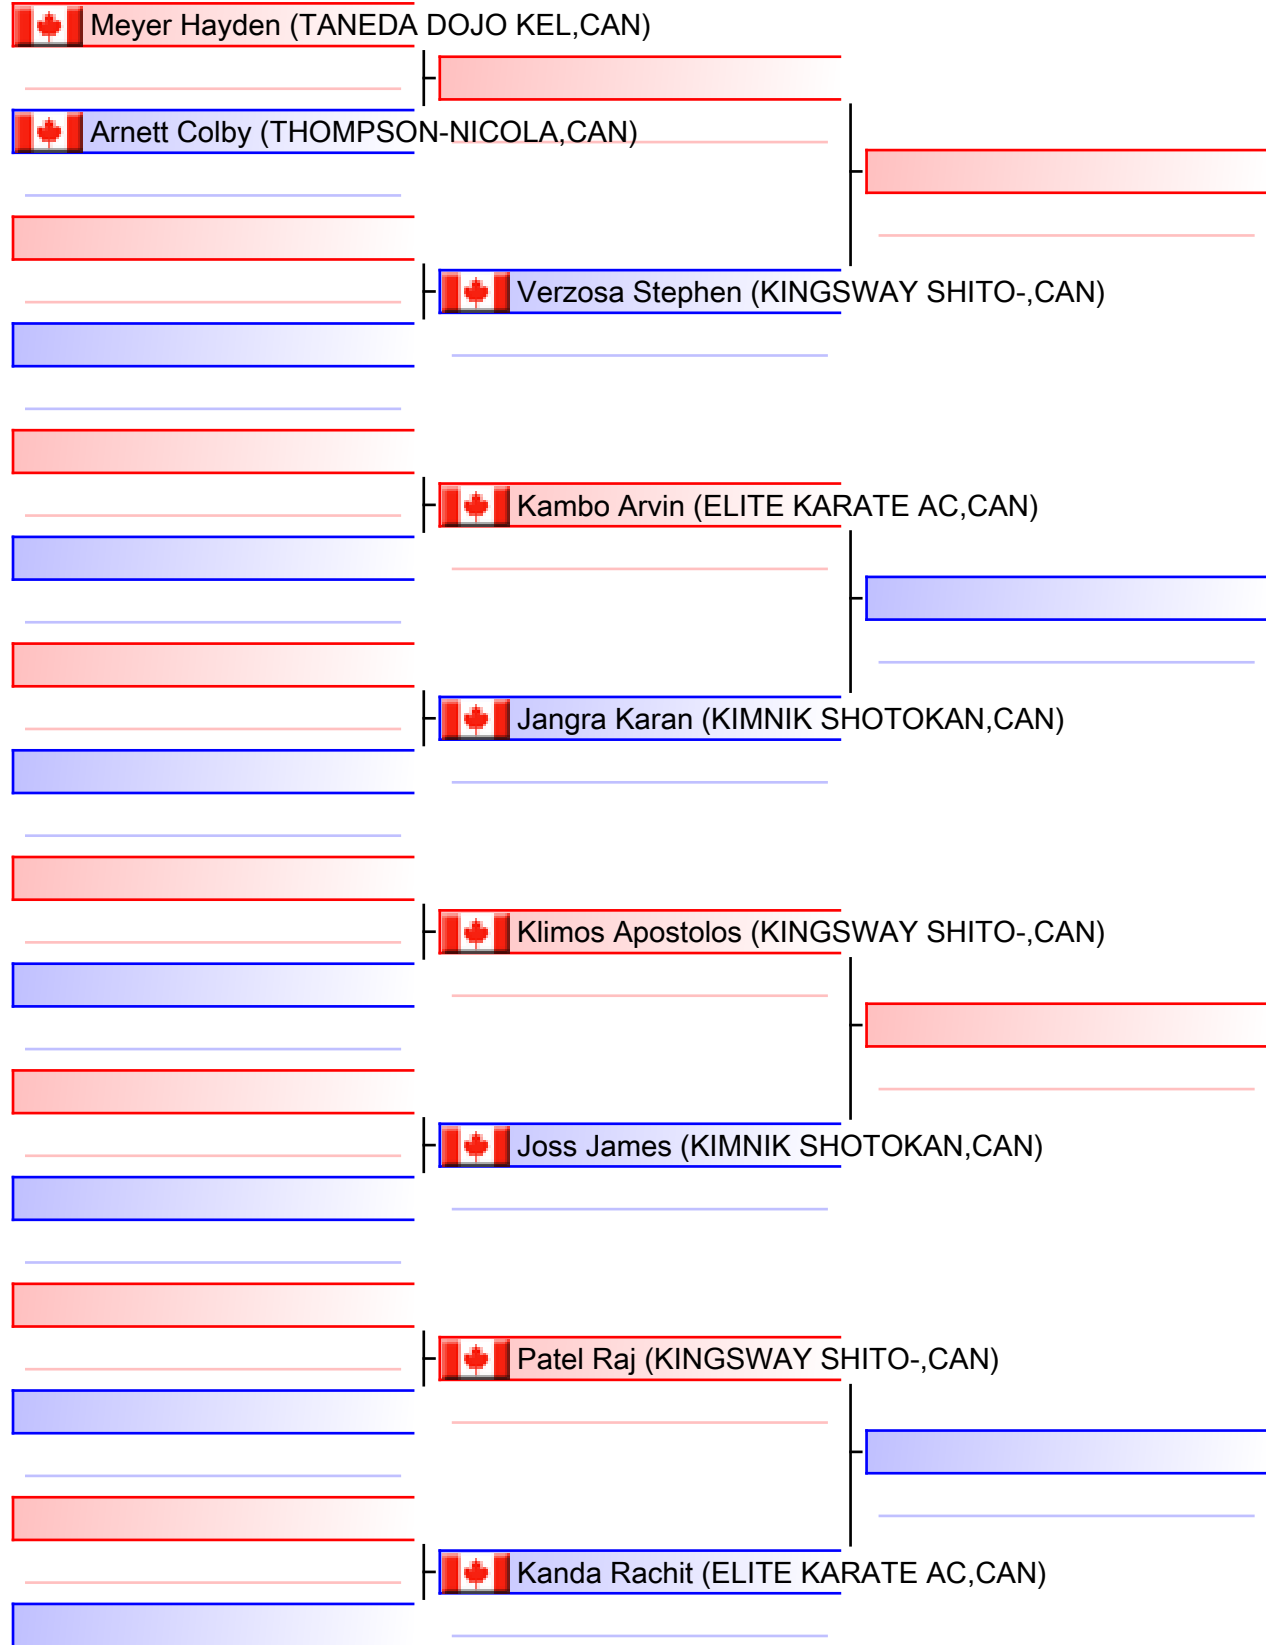 Meyer Hayden (TANEDA DOJO KEL,CAN)
Arnett Colby (THOMPSON-NICOLA,CAN)
Verzosa Stephen (KINGSWAY SHITO-,CAN)
Kambo Arvin (ELITE KARATE AC,CAN)
Jangra Karan (KIMNIK SHOTOKAN,CAN)
Klimos Apostolos (KINGSWAY SHITO-,CAN)
Joss James (KIMNIK SHOTOKAN,CAN)
Patel Raj (KINGSWAY SHITO-,CAN)
Kanda Rachit (ELITE KARATE AC,CAN)